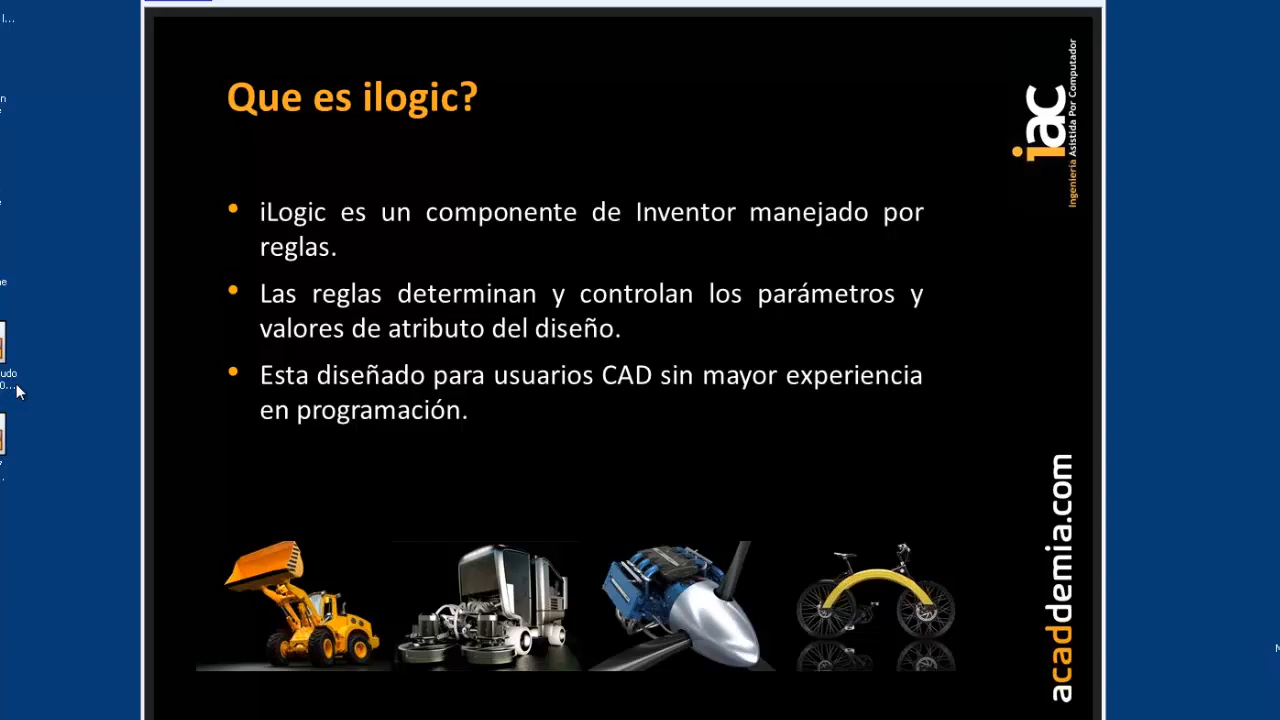 Que es ilogic?
iLogic es un componente de Inventor manejado por
reglas.
Las reglas determinan y controlan los parámetros y
valores de atributo del diseño.
Esta diseñado para usuarios CAD sin mayor experiencia
en programación.
iac
Ingeniería Asistida Por Computador
acaddemia.com